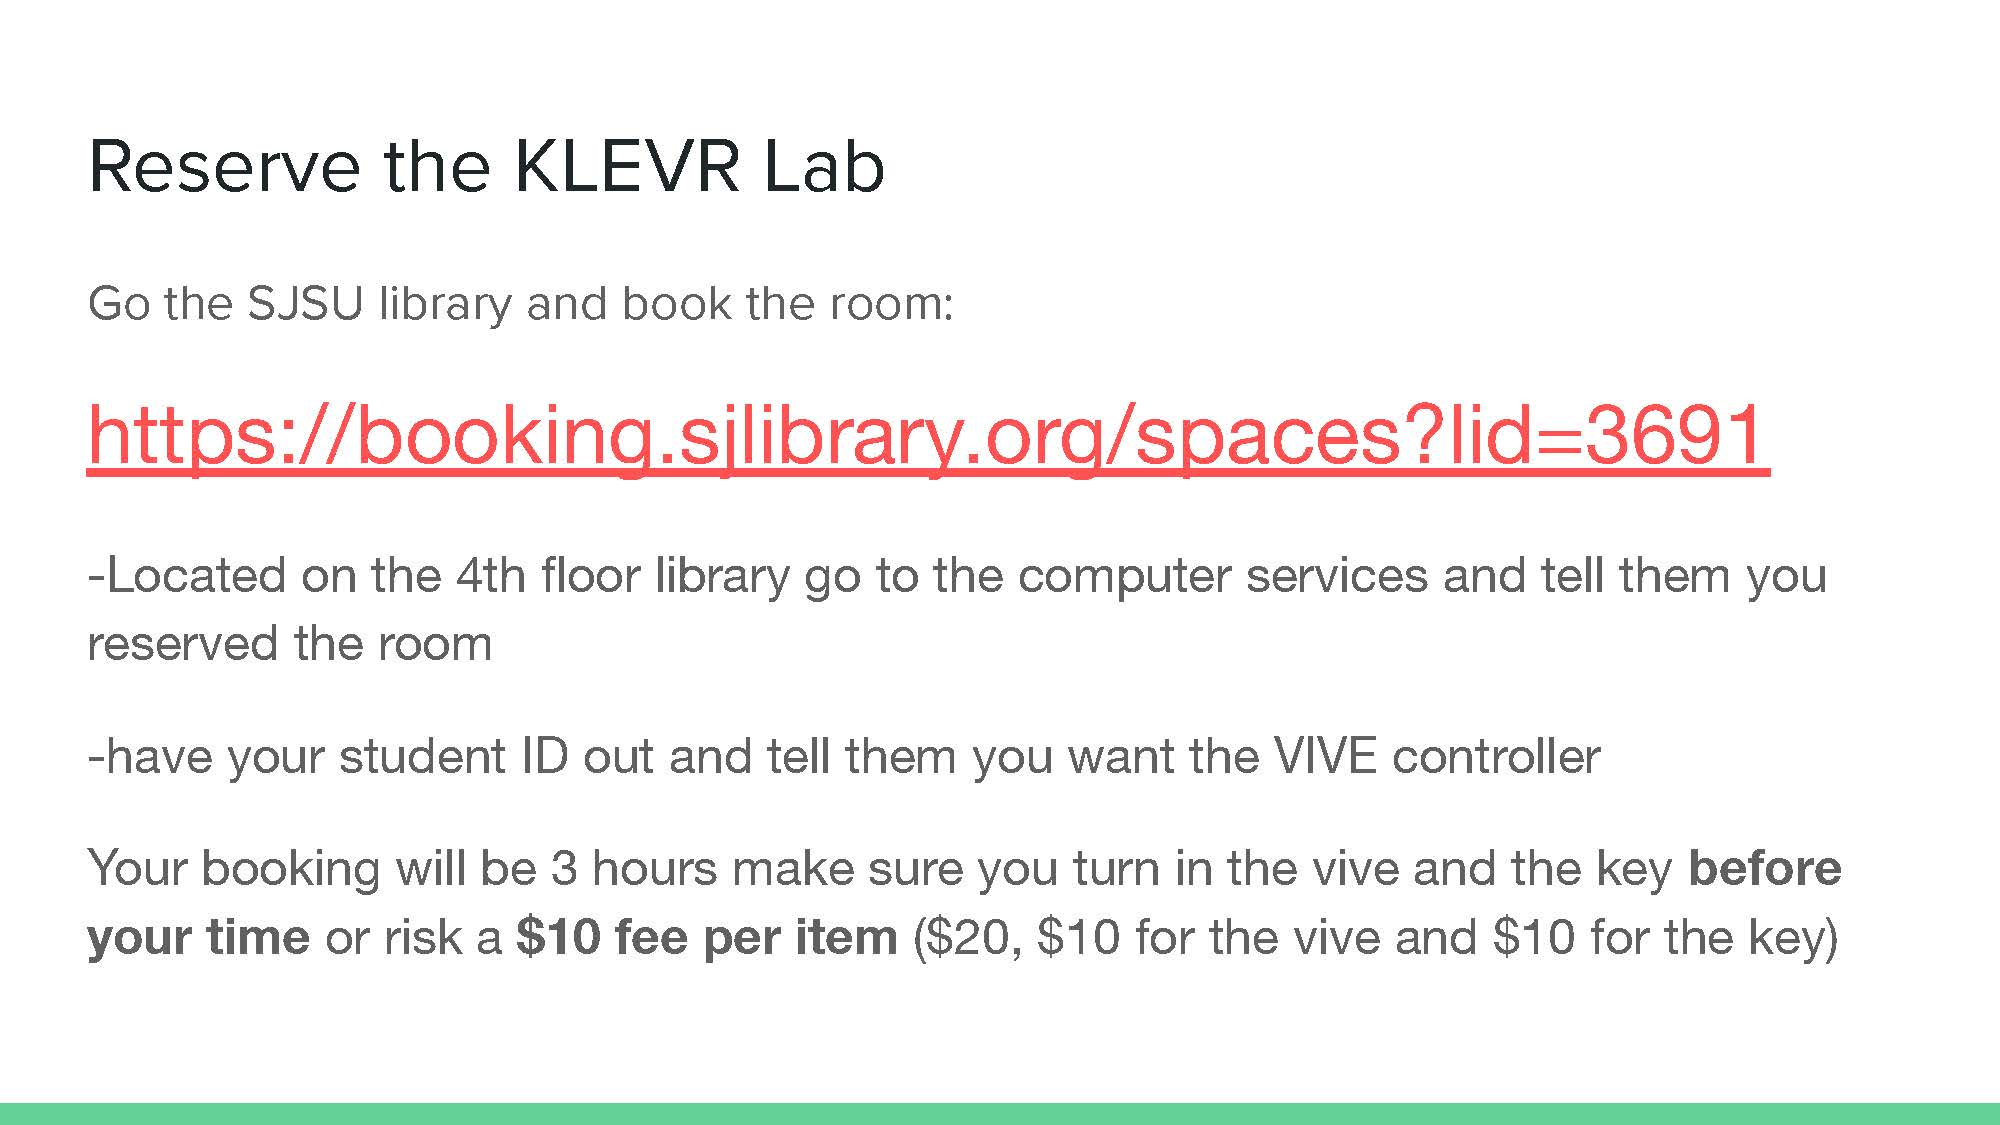 Reserve the KLEVR Lab
Go the SJSU library and book the room:
https://booking.sjlibrary.org/spaces?lid=3691
-Located on the 4th floor library go to the computer services and tell them you
reserved the room
-have your student ID out and tell them you want the VIVE controller
Your booking will be 3 hours make sure you turn in the vive and the key before
your time or risk a $10 fee per item ($20, $10 for the vive and $10 for the key)